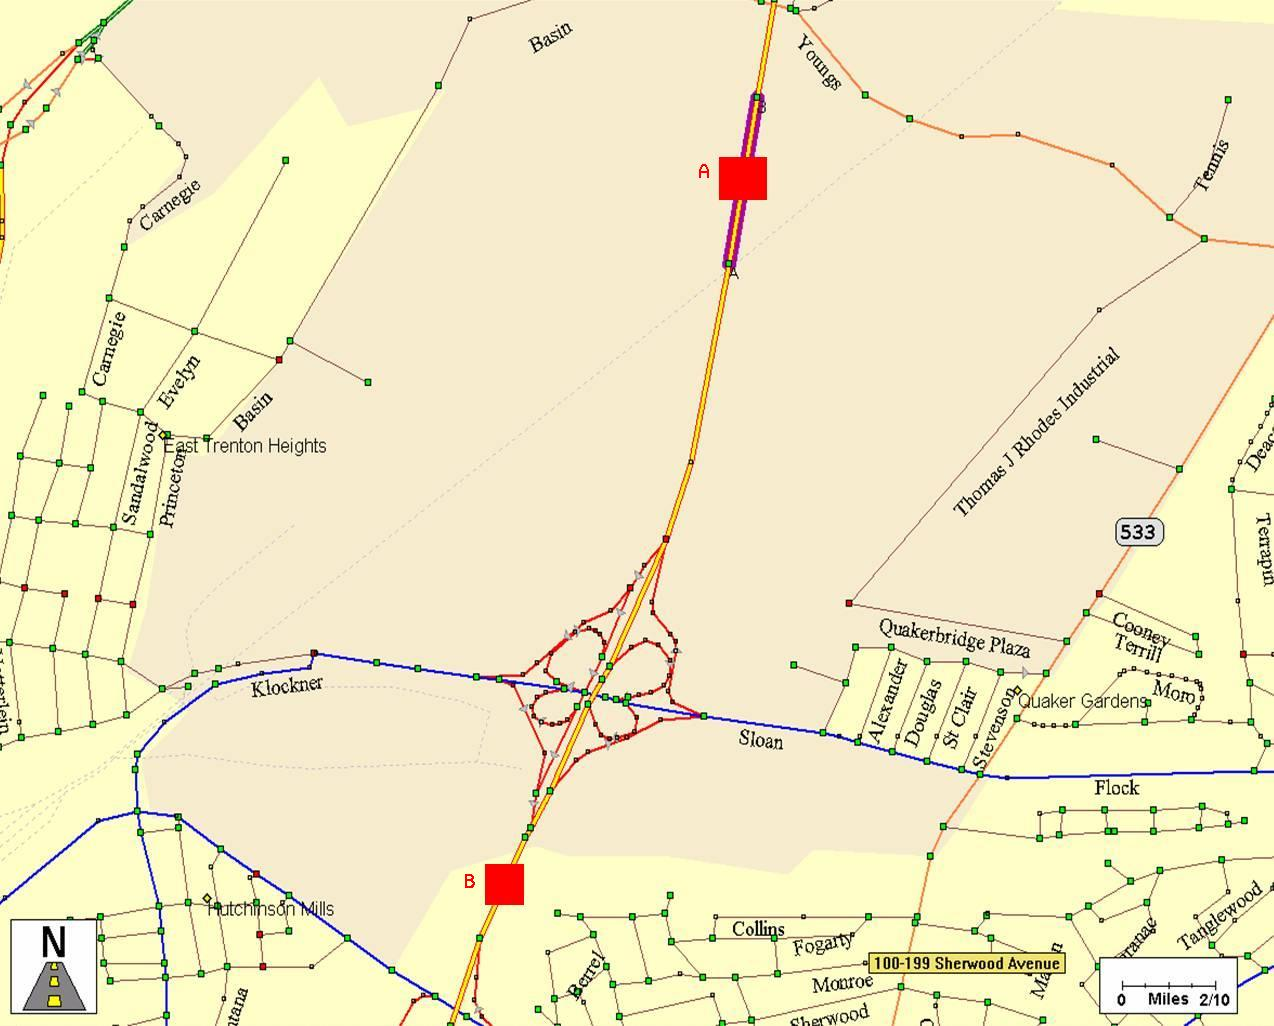 Basin
Youngs
B
Tennis
A
Carnegie
A
Carnegie
Evelyn
Basin
Thomas J Rhodes Industrial
East Trenton Heights
Sandalwood
Princeton
533
Terrapin
Quakerbridge Plaza
Cooney
Terrill
Klockner
Alexander
Douglas
St Clair
Stevenson
Quaker Gardens
Moro
Sloan
Flock
B
Hutchinson Mills
Collins
Fogarty
Tanglewood
N
100-199 Sherwood Avenue
Berrel
Monroe
Sherwood
0 Miles 2/10